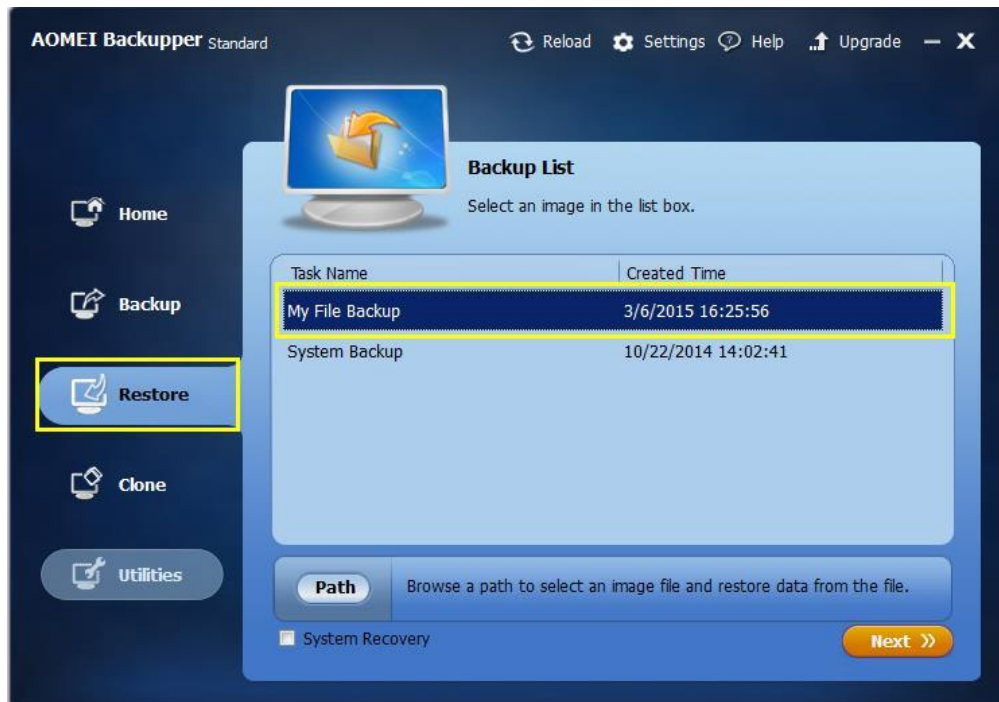 AOMEI Backupper Standard
Reload Settings Help Upgrade
Backup List
Select an image in the list box.
Home
Backup
Restore
Clone
Utilities
Task Name Created Time
My File Backup 3/6/2015 16:25:56
System Backup 10/22/2014 14:02:41
Path Browse a path to select an image file and restore data from the file.
System Recovery
Next